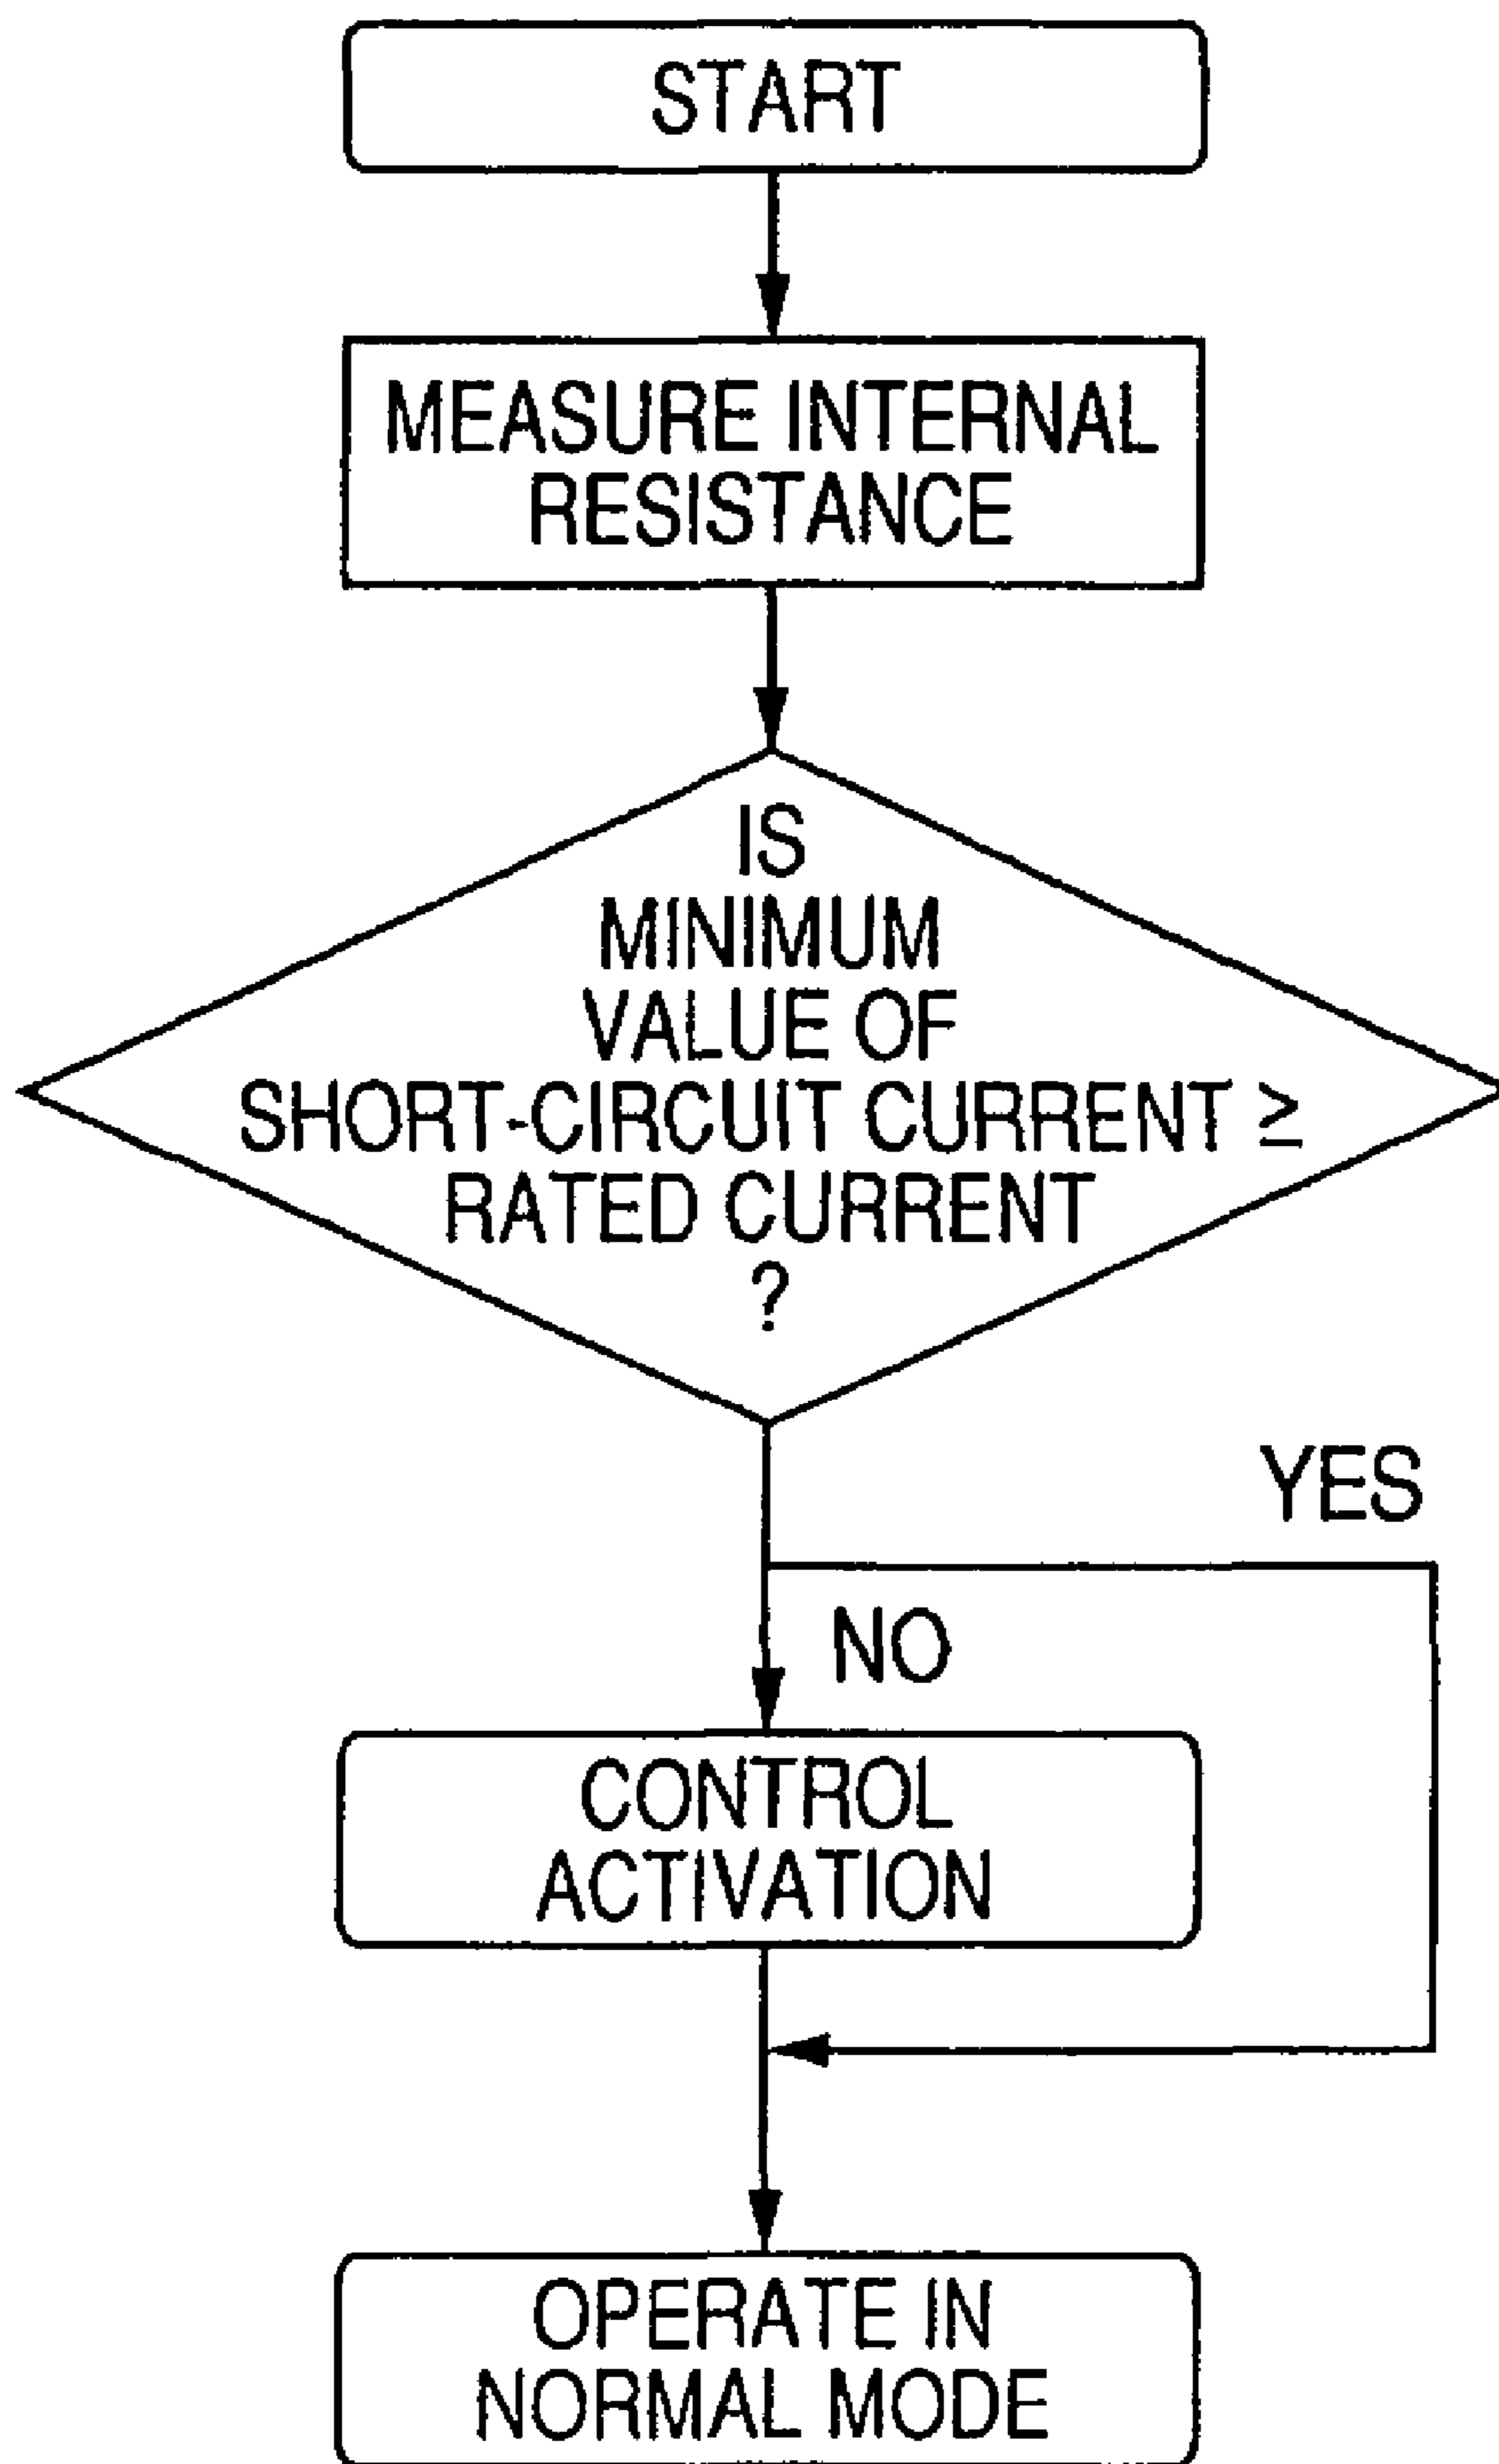 START
MEASURE INTERNAL
RESISTANCE
IS
MINIMUM
VALUE OF
SHORT-CIRCUIT CURRENT ≥
RATED CURRENT
?
YES
NO
CONTROL
ACTIVATION
OPERATE IN
NORMAL MODE